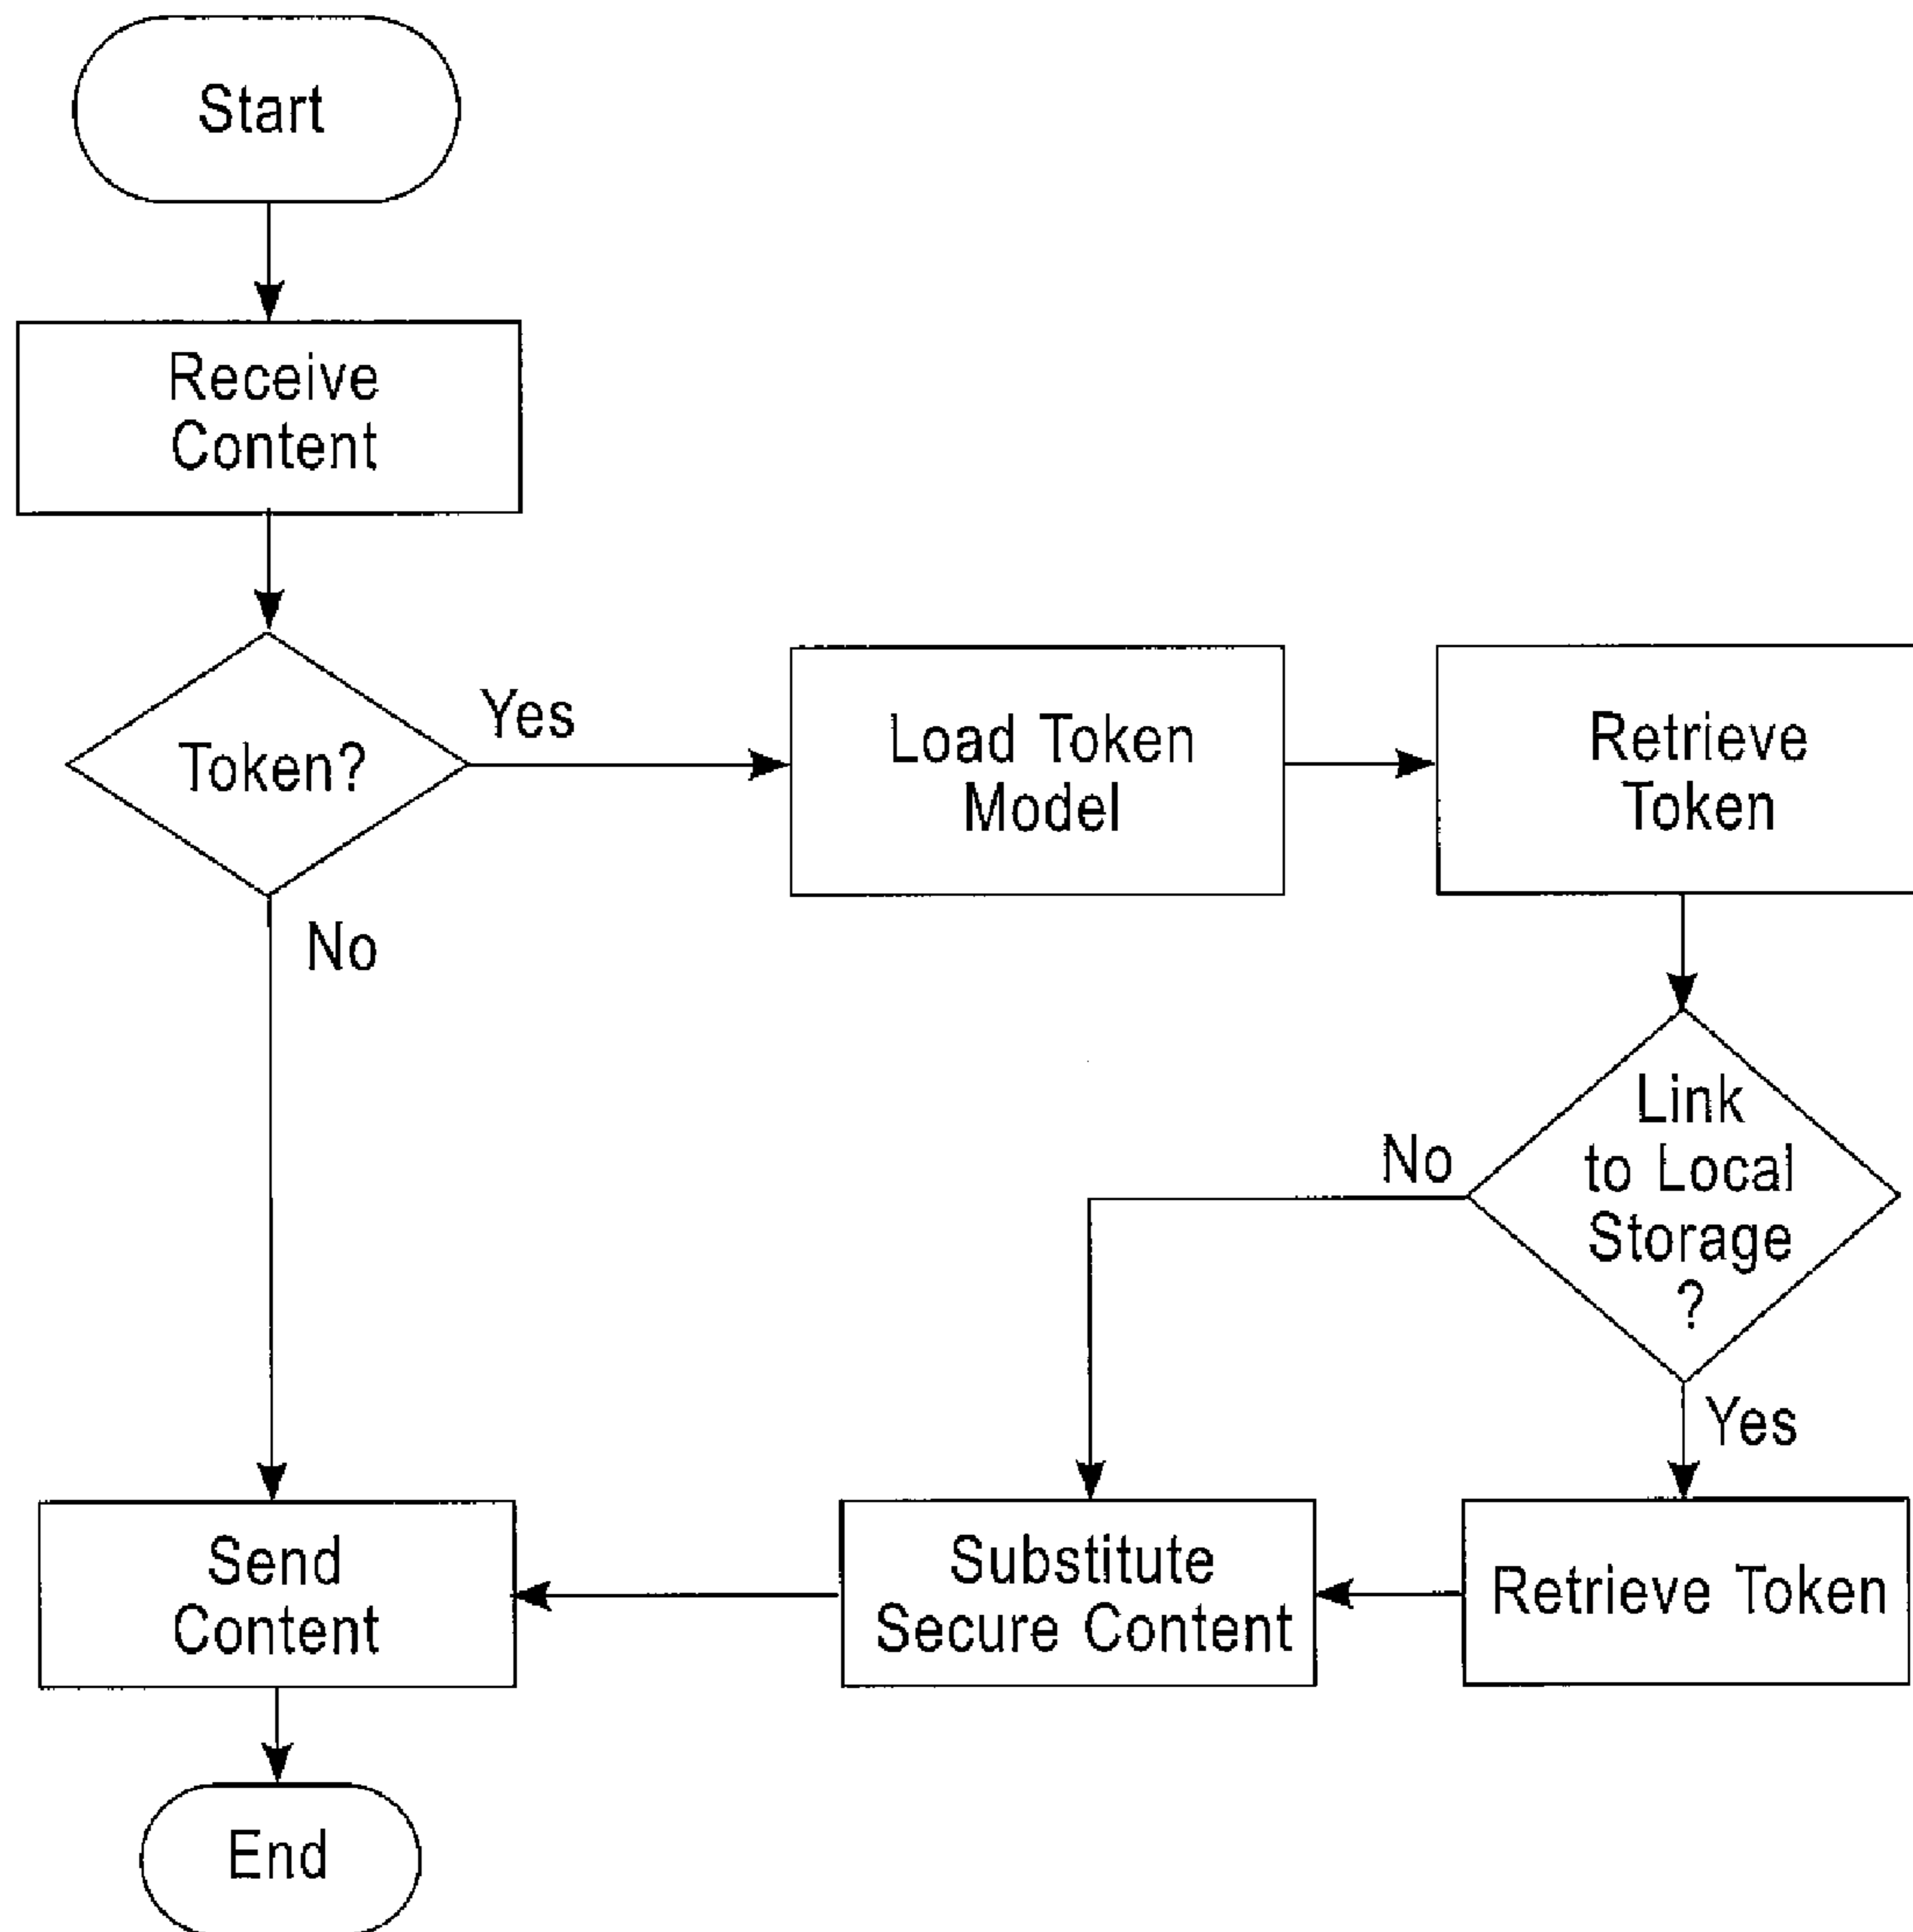 Start
Receive
Content
Token?
Yes
Load Token
Model
Retrieve
Token
No
Link
to Local
Storage
?
No
Yes
Send
Content
Substitute
Secure Content
Retrieve Token
End